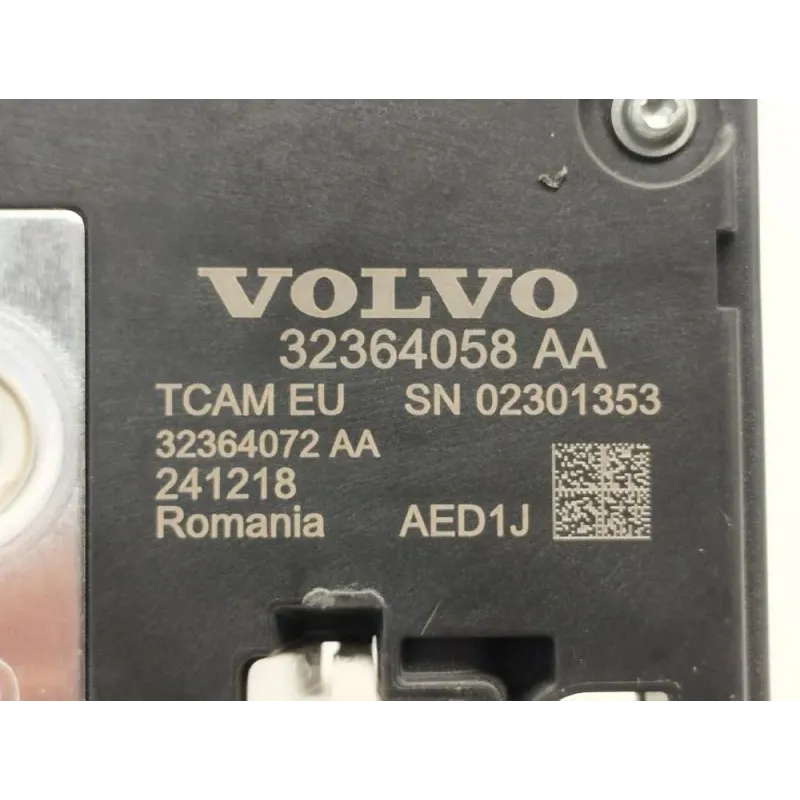 VOLVO
32364058 AA
TCAM EU SN 02301353
32364072 AA
241218
Romania AED1J